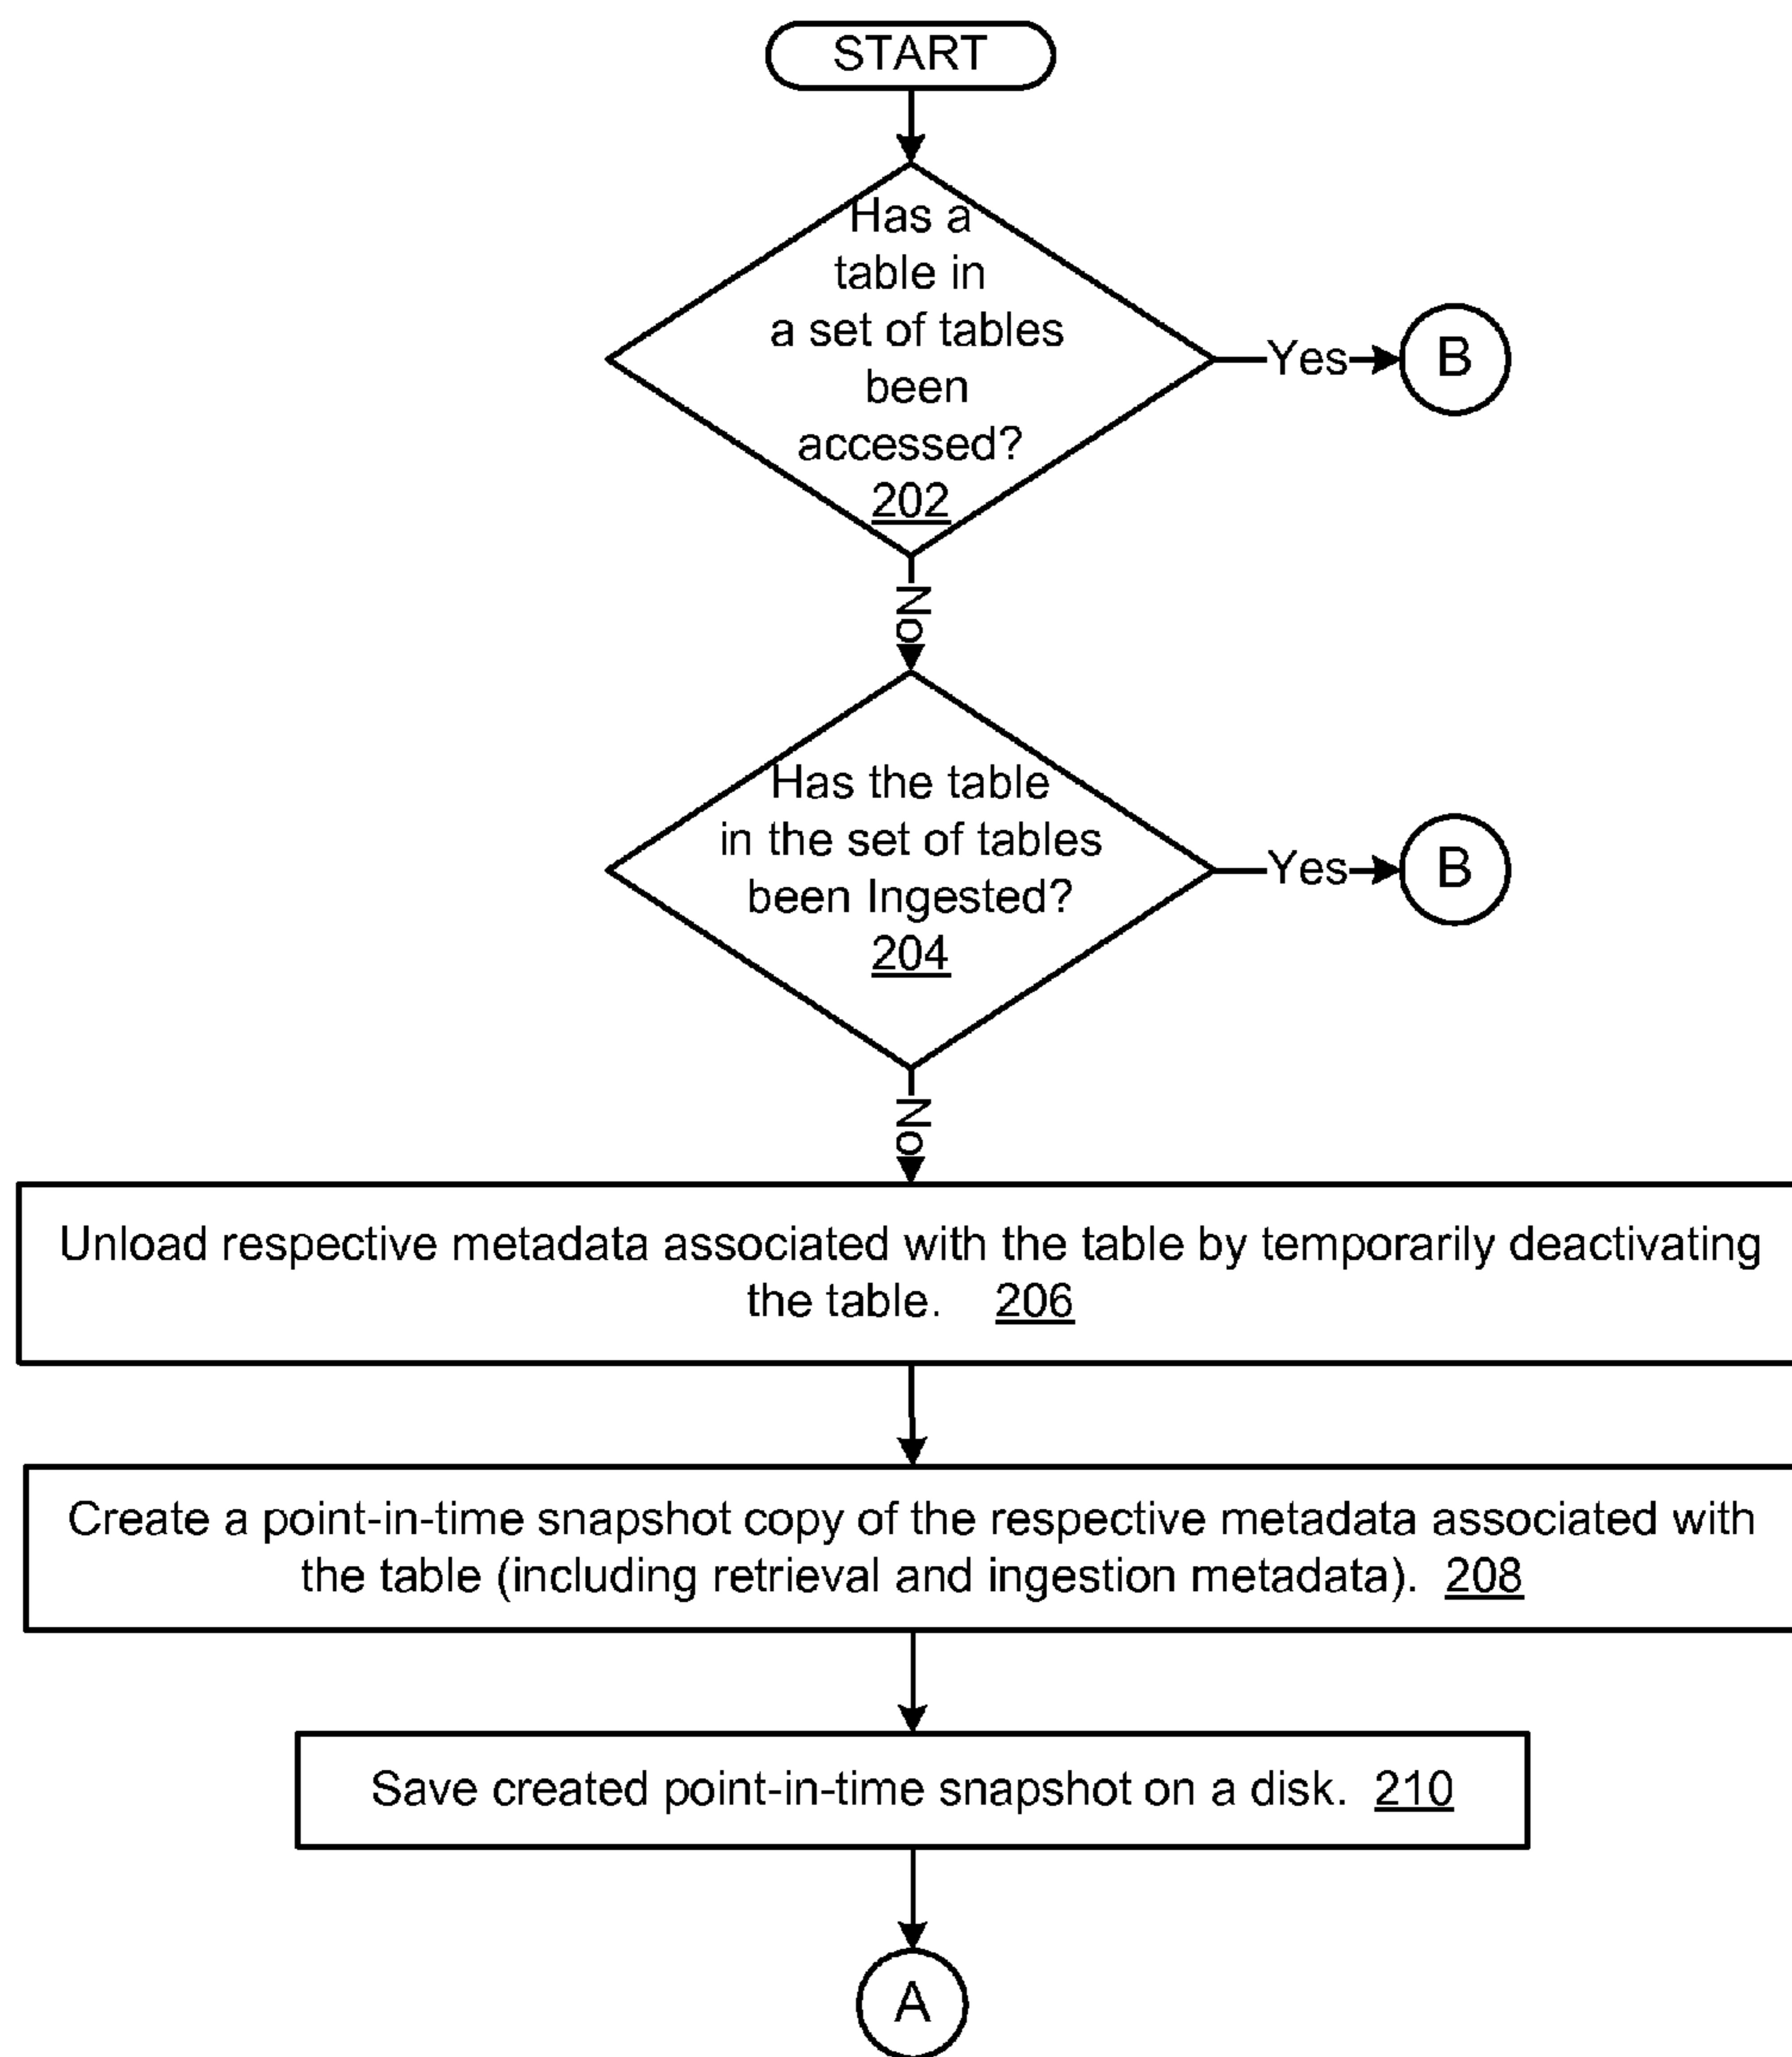 START
Has a
table in
a set of tables
been
accessed?
202
Yes
B
No
Has the table
in the set of tables
been Ingested?
204
Yes
B
No
Unload respective metadata associated with the table by temporarily deactivating
the table. 206
Create a point-in-time snapshot copy of the respective metadata associated with
the table (including retrieval and ingestion metadata). 208
Save created point-in-time snapshot on a disk. 210
A